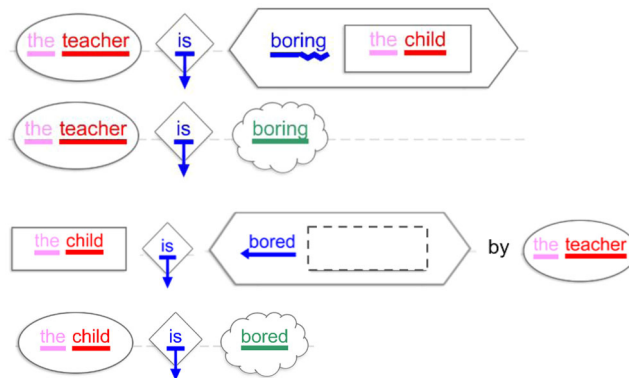 the teacher is boring the child
the teacher is boring
the child is bored by the teacher
the child is bored